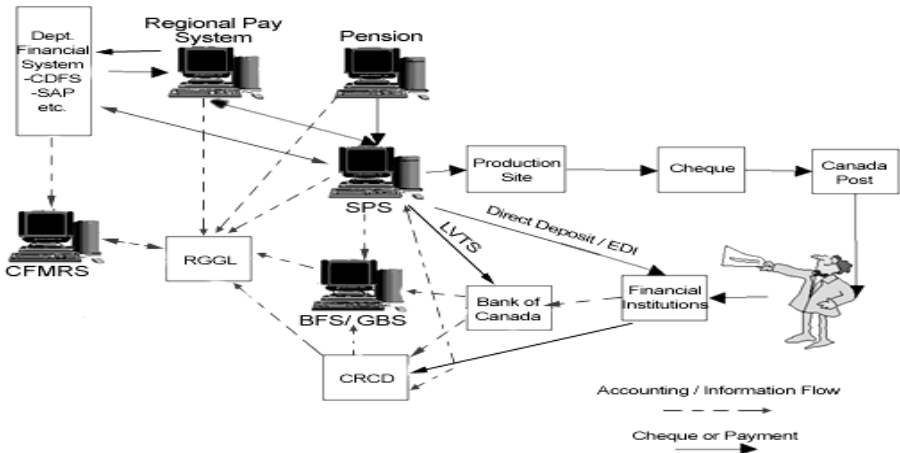 Dept.
Financial
System
-CDFS
-SAP
etc.
Regional Pay
System
Pension
SPS
Production
Site
Cheque
Canada
Post
CFMRS
RGGL
LVTS
Direct Deposit / EDI
BFS/ GBS
Bank of
Canada
Financial
Institutions
CRCD
Accounting / Information Flow
Cheque or Payment